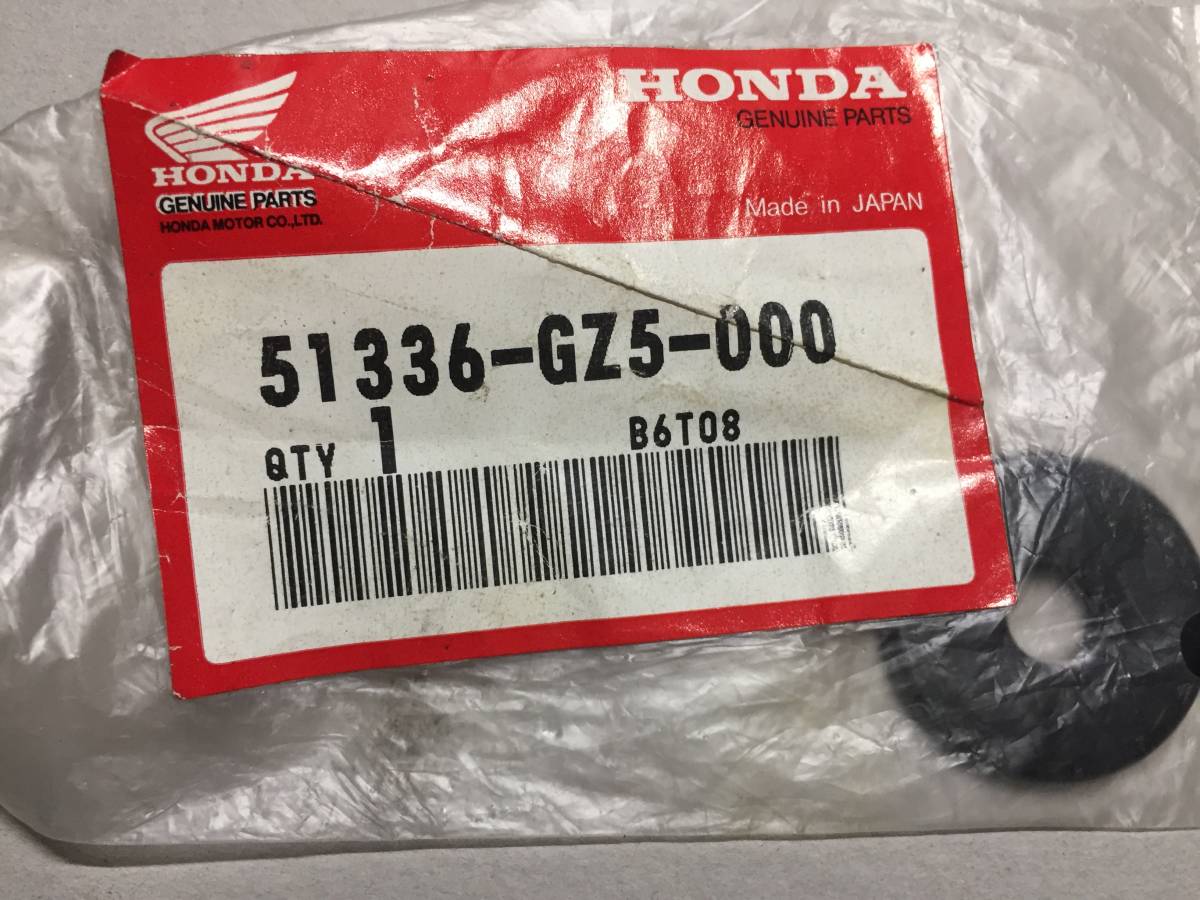 HONDA
GENUINE PARTS
HONDA
GENUINE PARTS
HONDA MOTOR CO.,LTD.
Made in JAPAN
51336-GZ5-000
QTY 1
B6T08